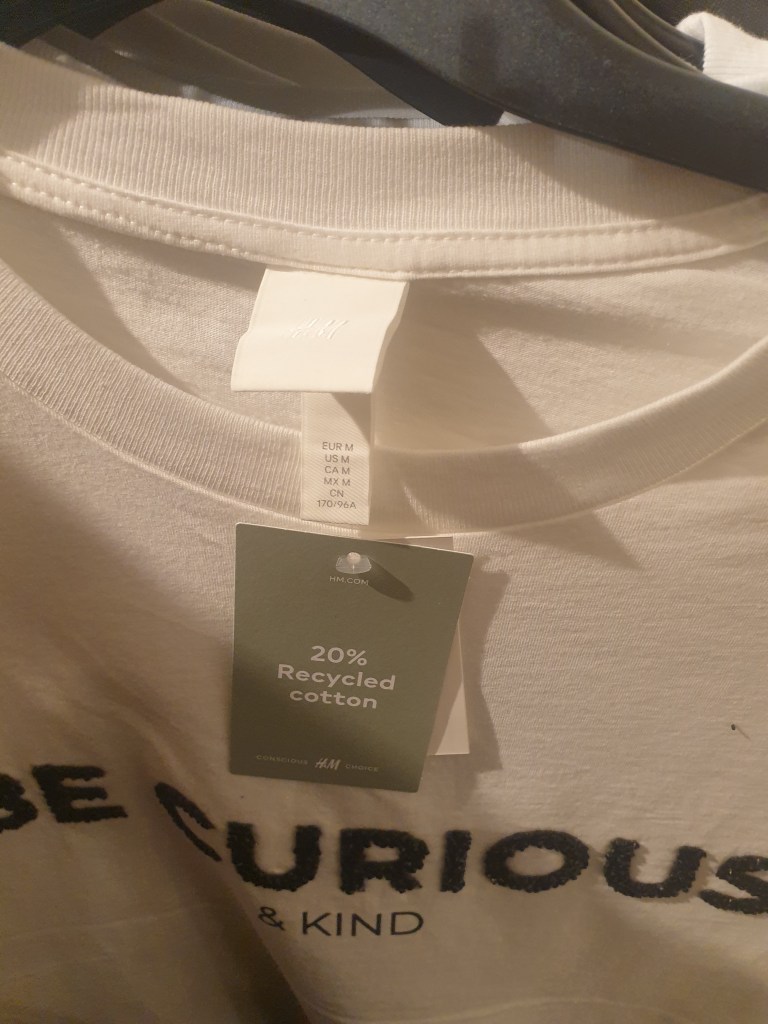 H&M
EUR M
US M
CA M
MX M
CN
170/96A
HM.COM
20%
Recycled
cotton
CONSCIOUS H&M CHOICE
BE CURIOUS
& KIND